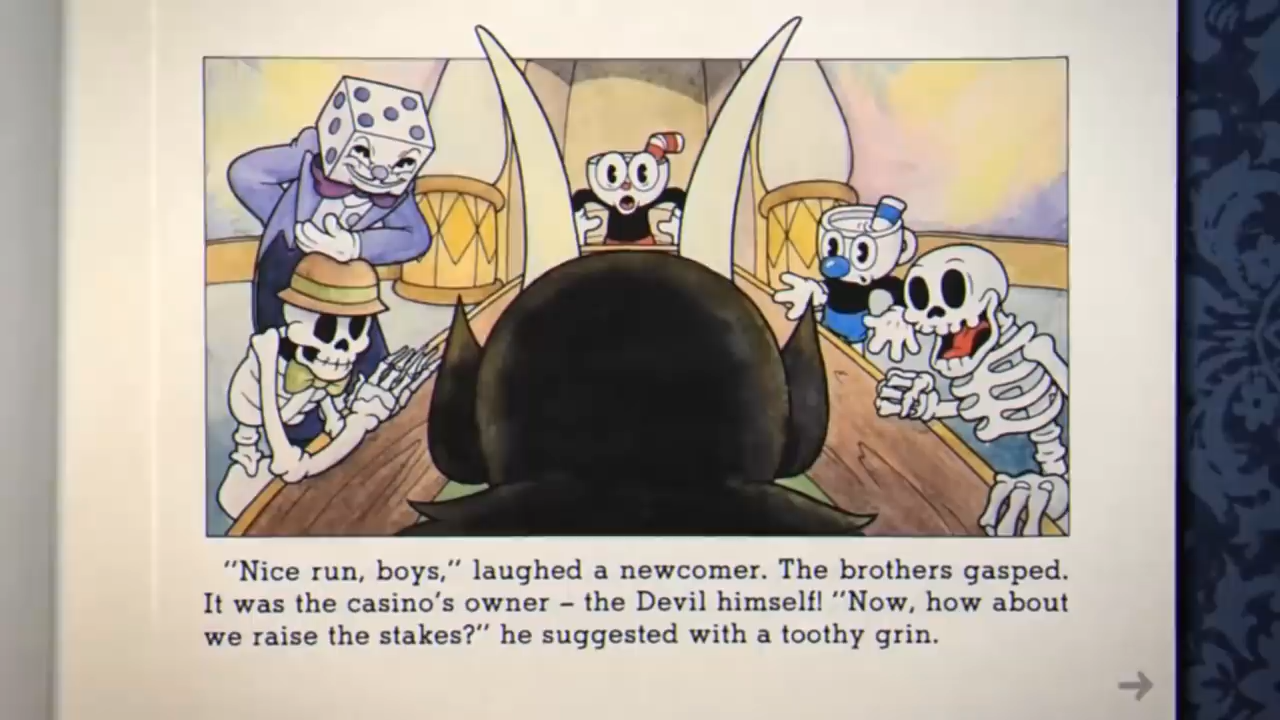 "Nice run, boys," laughed a newcomer. The brothers gasped.
It was the casino's owner – the Devil himself! "Now, how about
we raise the stakes?" he suggested with a toothy grin.